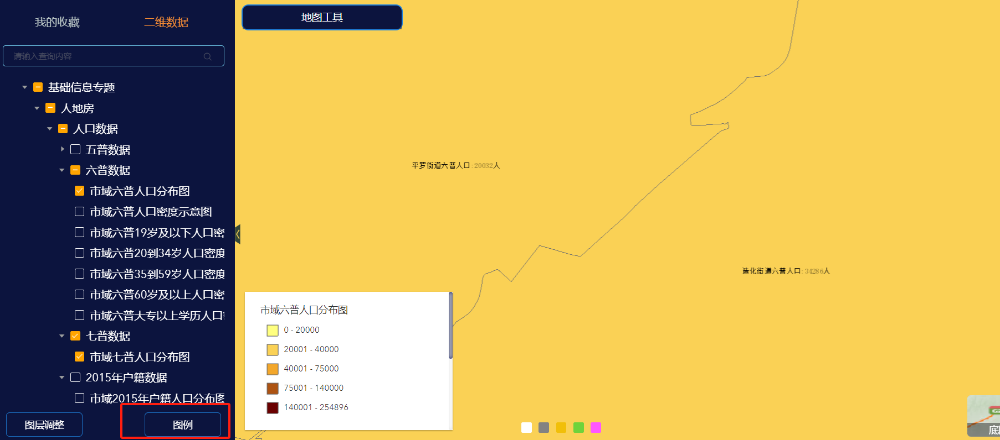 我的收藏
二维数据
地图工具
请输入查询内容
基础信息专题
人地房
人口数据
五普数据
六普数据
市域六普人口分布图
市域六普人口密度示意图
市域六普19岁及以下人口密
市域六普20到34岁人口密度
市域六普35到59岁人口密度
市域六普60岁及以上人口密
市域六普大专以上学历人口
七普数据
市域七普人口分布图
2015年户籍数据
市域2015年户籍人口分布图
图层调整
图例
平罗街道六普人口:20032人
造化街道六普人口:34286人
市域六普人口分布图
0 - 20000
20001 - 40000
40001 - 75000
75001 - 140000
140001 - 254896
底